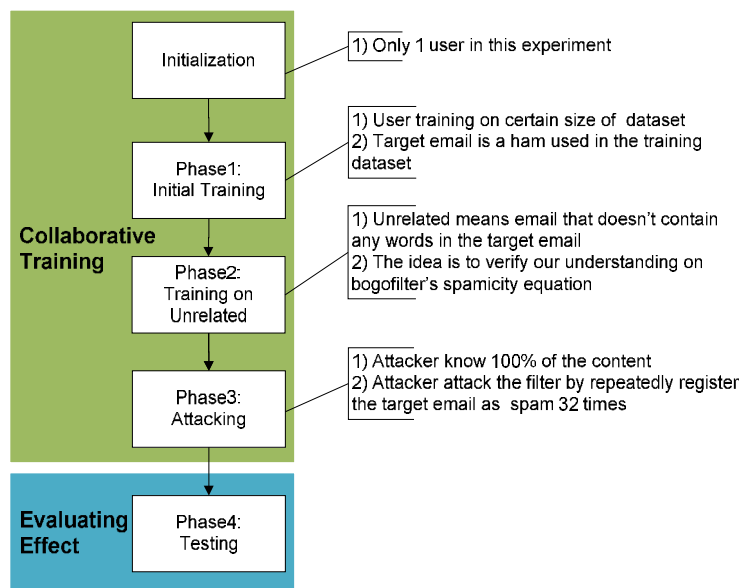 Initialization
1) Only 1 user in this experiment
Phase1:
Initial Training
1) User training on certain size of dataset
2) Target email is a ham used in the training
dataset
Collaborative
Training
Phase2:
Training on
Unrelated
1) Unrelated means email that doesn't contain
any words in the target email
2) The idea is to verify our understanding on
bogofilter's spamicity equation
Phase3:
Attacking
1) Attacker know 100% of the content
2) Attacker attack the filter by repeatedly register
the target email as spam 32 times
Evaluating
Effect
Phase4:
Testing